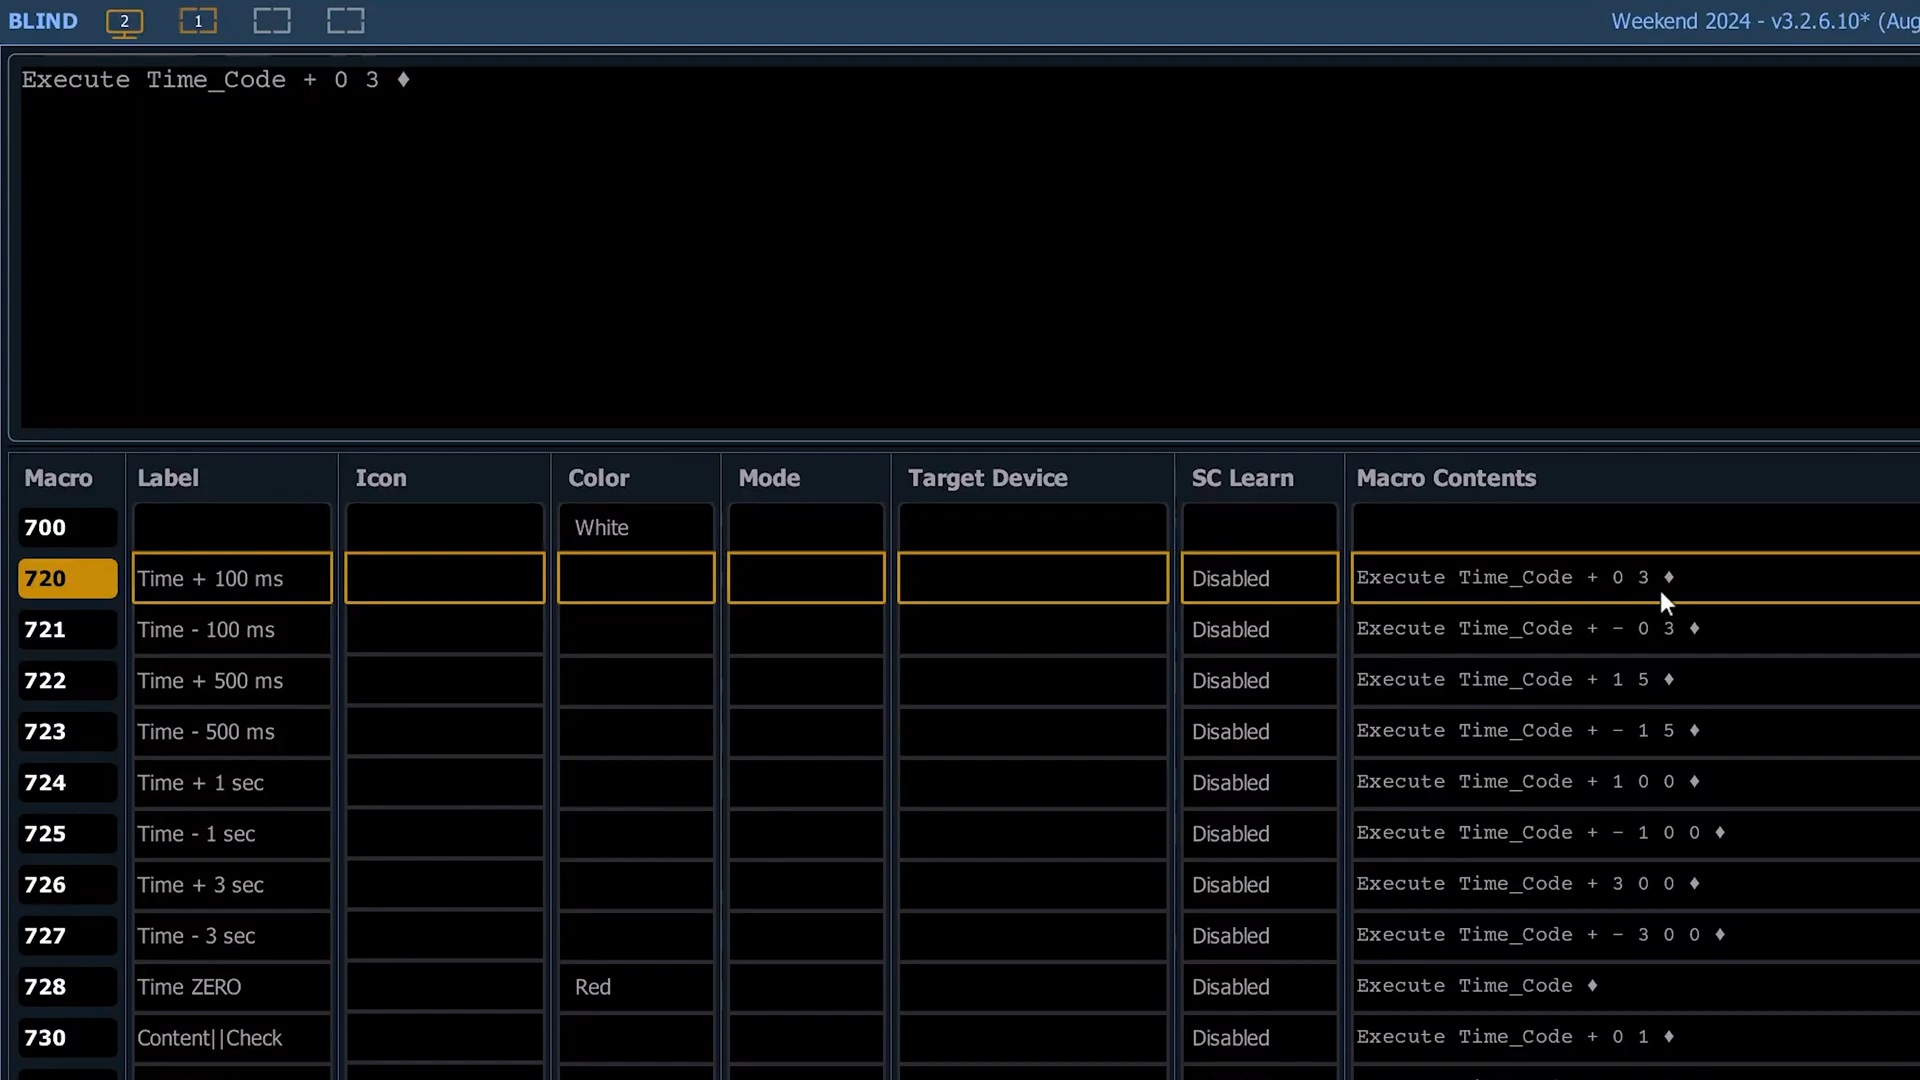 BLIND 2 1 Weekend 2024 - v3.2.6.10* (Aug
Execute Time_Code + 0 3 ♦
Macro Label Icon Color Mode Target Device SC Learn Macro Contents
700 White
720 Time + 100 ms Disabled Execute Time_Code + 0 3 ♦
721 Time - 100 ms Disabled Execute Time_Code + - 0 3 ♦
722 Time + 500 ms Disabled Execute Time_Code + 1 5 ♦
723 Time - 500 ms Disabled Execute Time_Code + - 1 5 ♦
724 Time + 1 sec Disabled Execute Time_Code + 1 0 0 ♦
725 Time - 1 sec Disabled Execute Time_Code + - 1 0 0 ♦
726 Time + 3 sec Disabled Execute Time_Code + 3 0 0 ♦
727 Time - 3 sec Disabled Execute Time_Code + - 3 0 0 ♦
728 Time ZERO Red Disabled Execute Time_Code ♦
730 Content||Check Disabled Execute Time_Code + 0 1 ♦